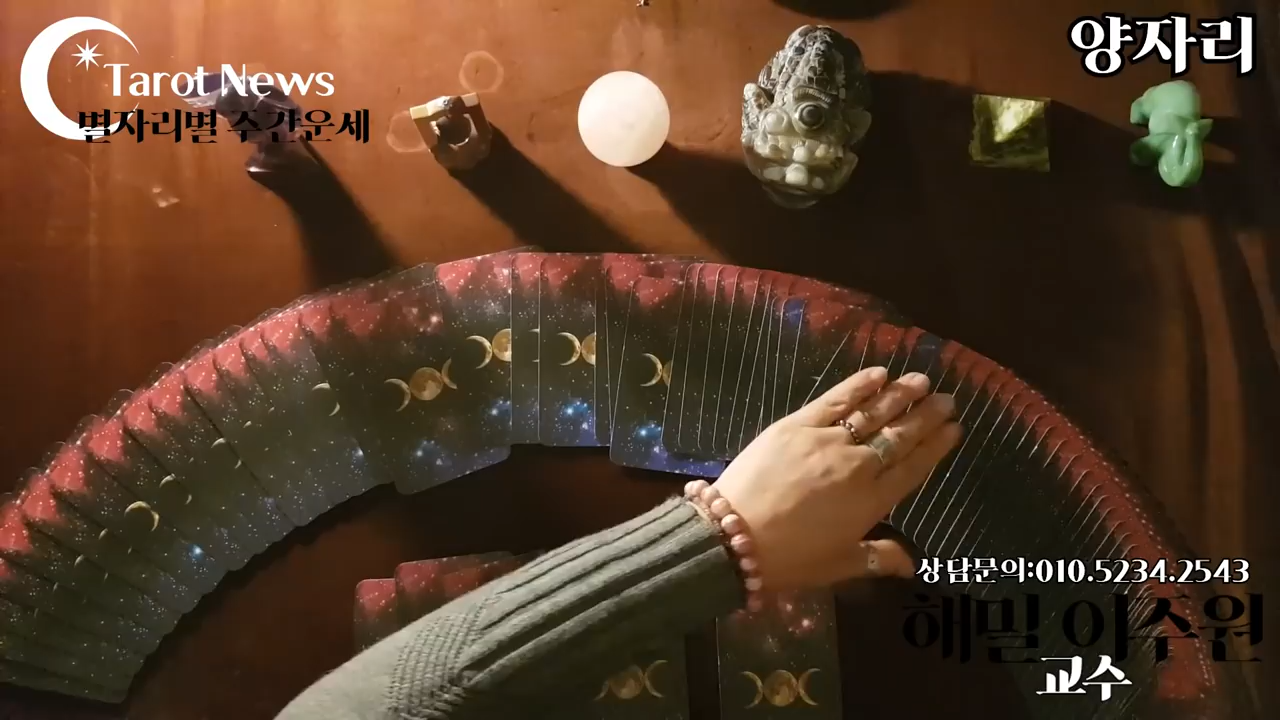 Tarot News
별자리별 주간운세
양자리
상담문의:010.5234.2543
해밀 이수원
교수